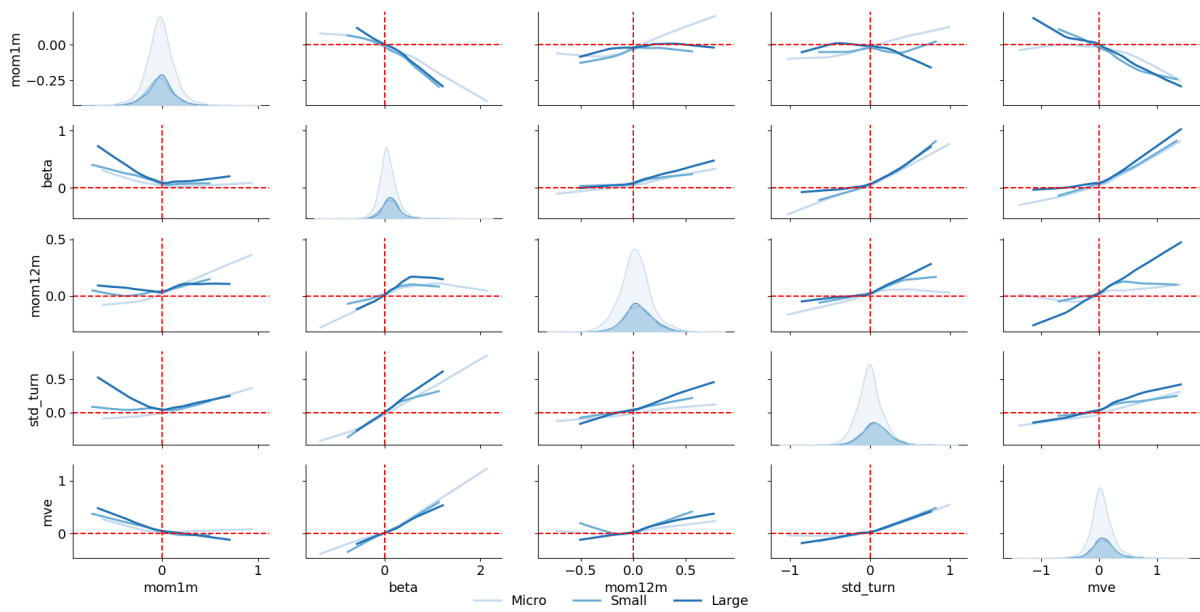 mom1m
0.00
−0.25
beta
1
0
mom12m
0.5
0.0
std_turn
0.5
0.0
mve
1
0
0 1
0 2
−0.5 0.0 0.5
−1 0 1
−1 0 1
mom1m beta mom12m std_turn mve
Micro Small Large